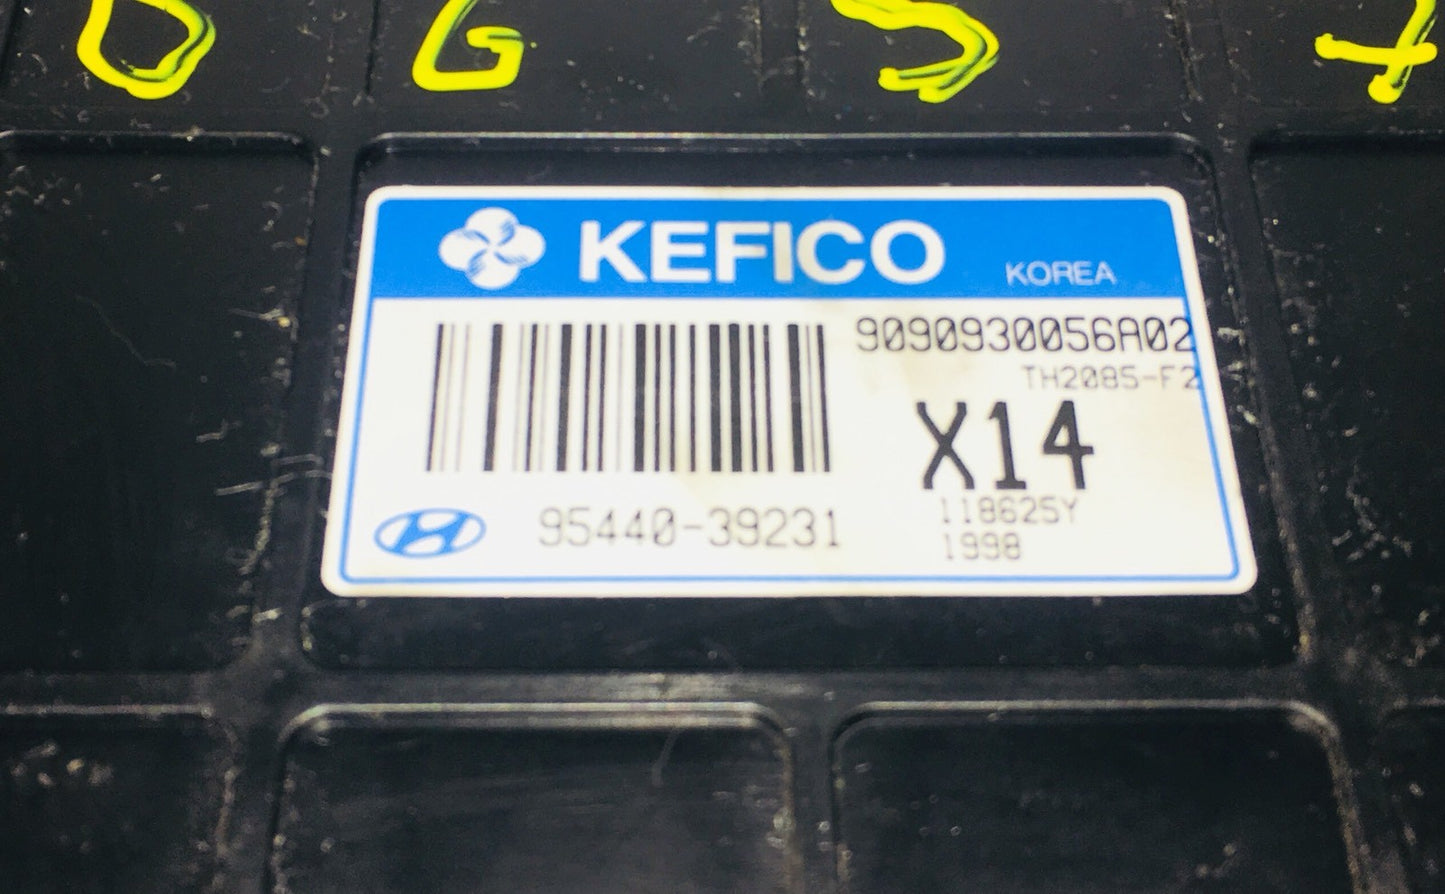 KEFICO KOREA
9090930056A02
TH2085-F2
X14
118625Y
95440-39231
1998